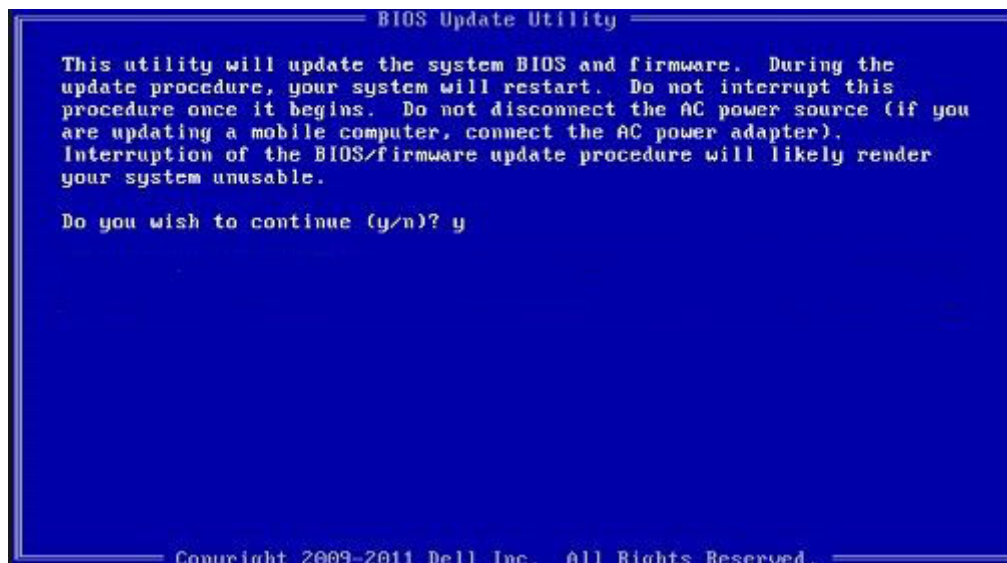 BIOS Update Utility
This utility will update the system BIOS and firmware. During the
update procedure, your system will restart. Do not interrupt this
procedure once it begins. Do not disconnect the AC power source (if you
are updating a mobile computer, connect the AC power adapter).
Interruption of the BIOS/firmware update procedure will likely render
your system unusable.
Do you wish to continue (y/n)? y
Copyright 2009-2011 Dell Inc. All Rights Reserved.